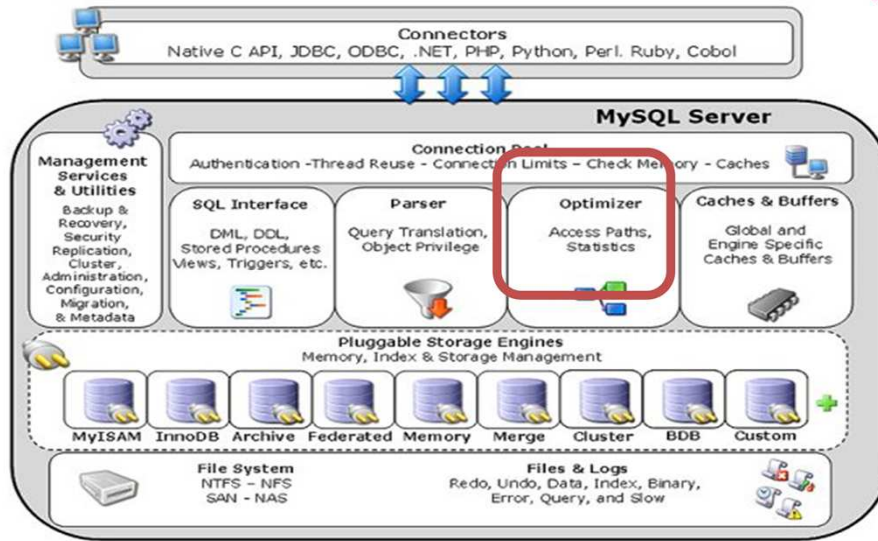 Connectors
Native C API, JDBC, ODBC, .NET, PHP, Python, Perl. Ruby, Cobol
MySQL Server
Management
Services
& Utilities
Backup &
Recovery,
Security
Replication,
Cluster,
Administration,
Configuration,
Migration,
& Metadata
Connection Pool
Authentication -Thread Reuse - Connection Limits – Check Memory - Caches
SQL Interface
DML, DDL,
Stored Procedures
Views, Triggers, etc.
Parser
Query Translation,
Object Privilege
Optimizer
Access Paths,
Statistics
Caches & Buffers
Global and
Engine Specific
Caches & Buffers
Pluggable Storage Engines
Memory, Index & Storage Management
MyISAM
InnoDB
Archive
Federated
Memory
Merge
Cluster
BDB
Custom
File System
NTFS – NFS
SAN - NAS
Files & Logs
Redo, Undo, Data, Index, Binary,
Error, Query, and Slow